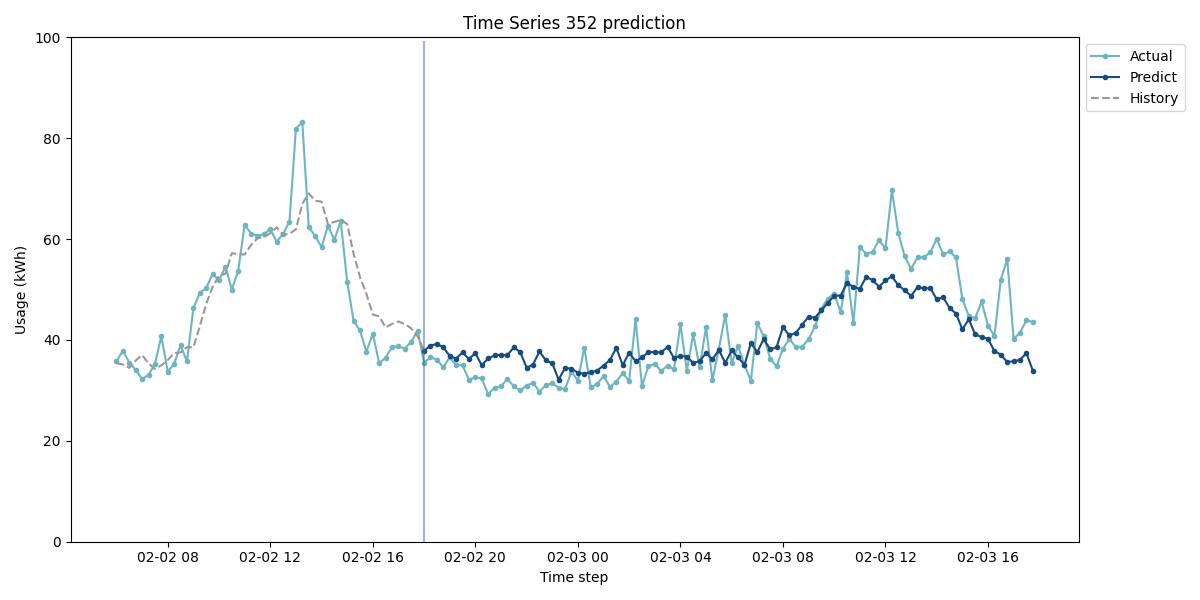 Time Series 352 prediction
100
80
60
40
20
0
Usage (kWh)
02-02 08
02-02 12
02-02 16
02-02 20
02-03 00
02-03 04
02-03 08
02-03 12
02-03 16
Time step
Actual
Predict
History